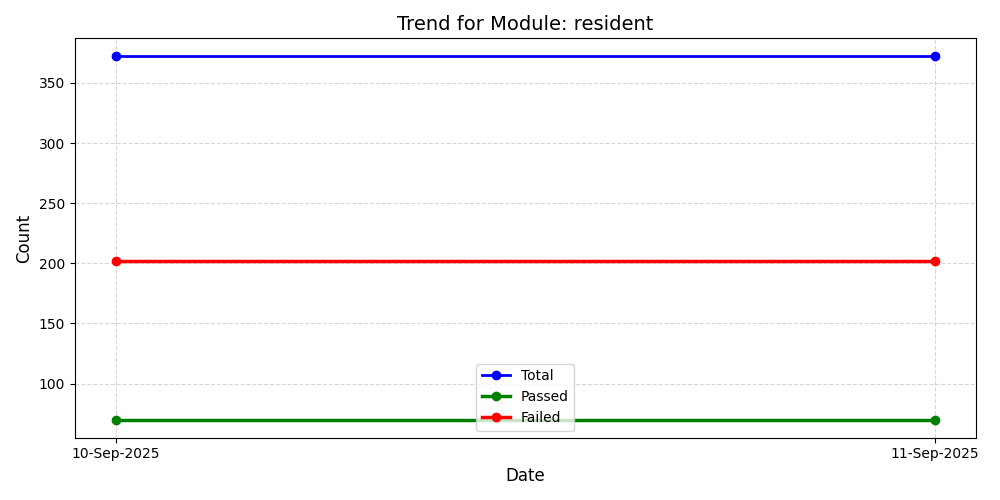 Trend for Module: resident
Count
350
300
250
200
150
100
Total
Passed
Failed
10-Sep-2025
11-Sep-2025
Date